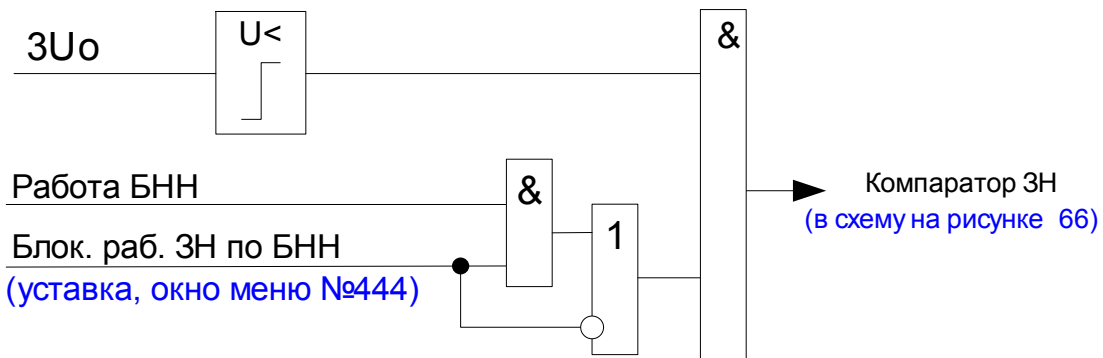 3Uo
U<
&
Работа БНН
&
Блок. раб. ЗН по БНН
(уставка, окно меню №444)
1
Компаратор ЗН
(в схему на рисунке 66)